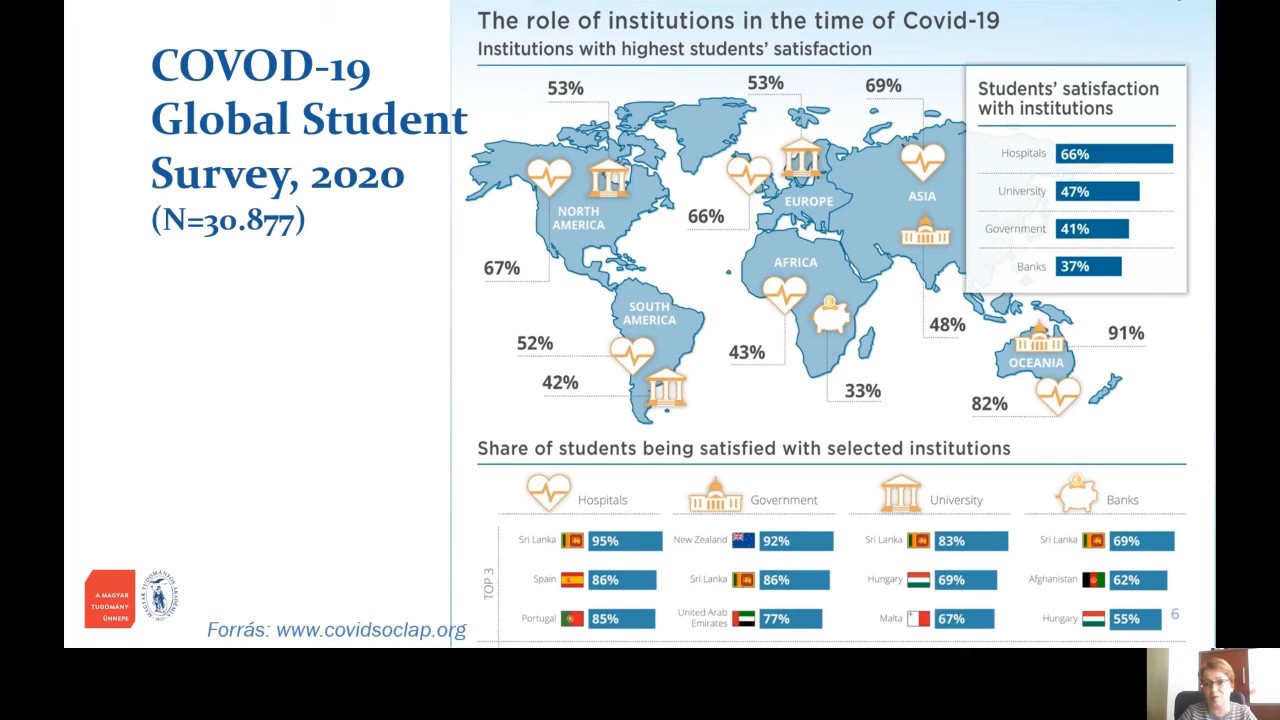 COVOD-19
Global Student
Survey, 2020
(N=30.877)
The role of institutions in the time of Covid-19
Institutions with highest students' satisfaction
53%
53%
69%
NORTH
AMERICA
66%
EUROPE
ASIA
67%
AFRICA
SOUTH
AMERICA
48%
91%
52%
43%
OCEANIA
42%
33%
82%
Students' satisfaction
with institutions
Hospitals 66%
University 47%
Government 41%
Banks 37%
Share of students being satisfied with selected institutions
Hospitals Government University Banks
TOP 3
Sri Lanka 95% New Zealand 92% Sri Lanka 83% Sri Lanka 69%
Spain 86% Sri Lanka 86% Hungary 69% Afghanistan 62%
Portugal 85% United Arab Emirates 77% Malta 67% Hungary 55%
6
A MAGYAR
TUDOMÁNY
ÜNNEPE
Forrás: www.covidsoclap.org